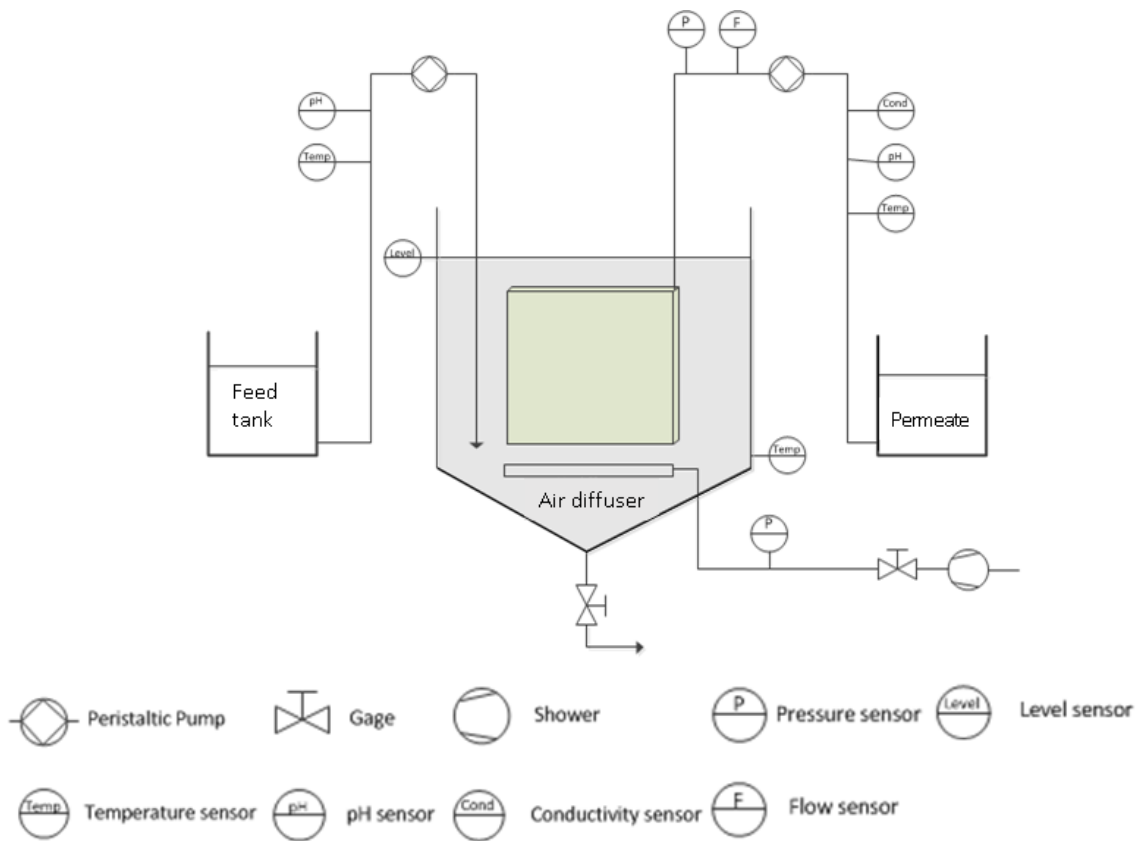 P
F
pH
Cond
Temp
pH
Temp
Level
Feed
tank
Permeate
Temp
Air diffuser
P
Peristaltic Pump
Gage
Shower
P
Pressure sensor
Level
Level sensor
Temp
Temperature sensor
pH
pH sensor
Cond
Conductivity sensor
F
Flow sensor